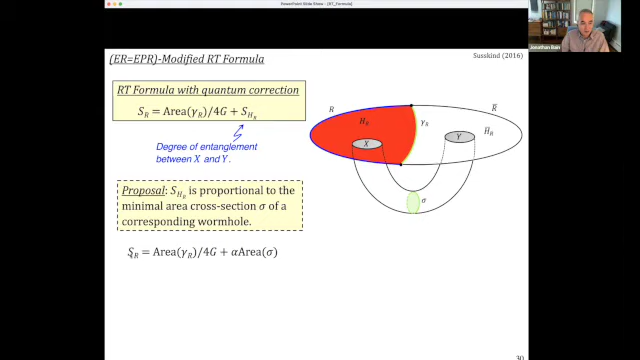 PowerPoint Slide Show - [RT_Formula]
(ER=EPR)-Modified RT Formula
Susskind (2016)
Jonathan Bain
RT Formula with quantum correction
S_R = Area(γ_R)/4G + S_{H_R}
Degree of entanglement
between X and Y.
Proposal: S_{H_R} is proportional to the
minimal area cross-section σ of a
corresponding wormhole.
S_R = Area(γ_R)/4G + αArea(σ)
R
R̄
H_R
γ_R
H̄_R
X
Y
σ
30